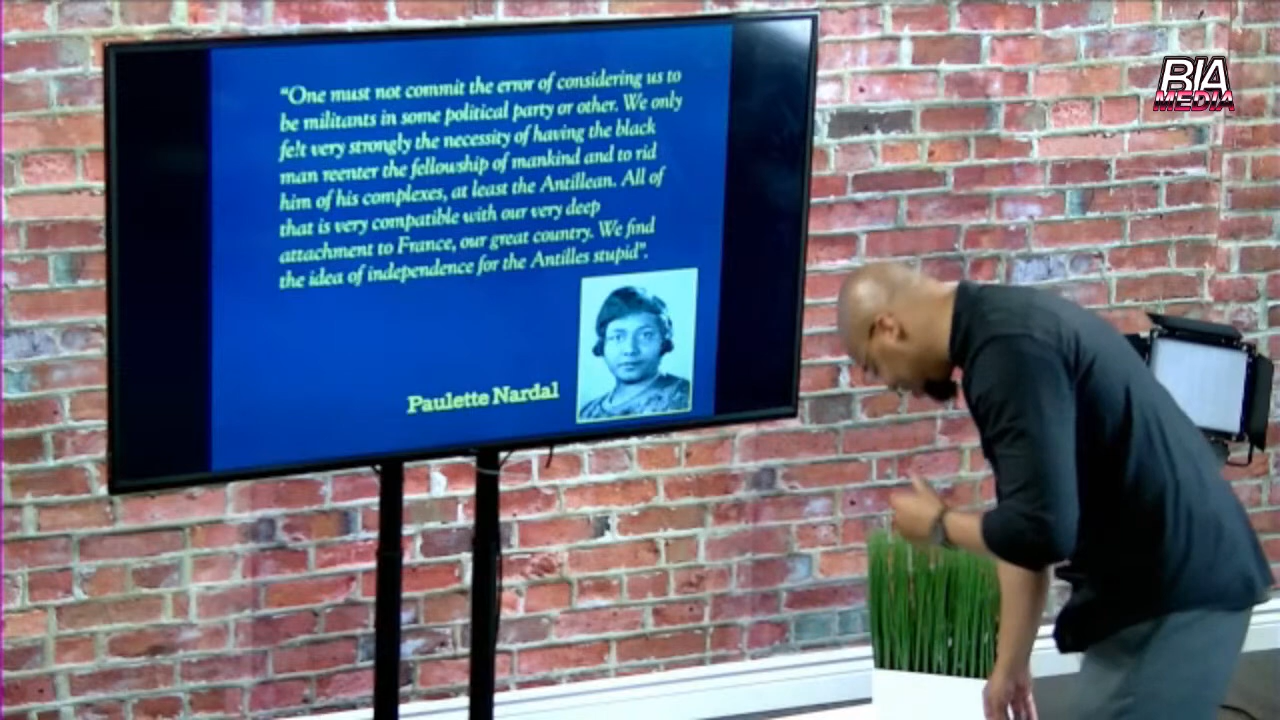 “One must not commit the error of considering us to
be militants in some political party or other. We only
felt very strongly the necessity of having the black
man reenter the fellowship of mankind and to rid
him of his complexes, at least the Antillean. All of
that is very compatible with our very deep
attachment to France, our great country. We find
the idea of independence for the Antilles stupid”.
Paulette Nardal
BIA
MEDIA